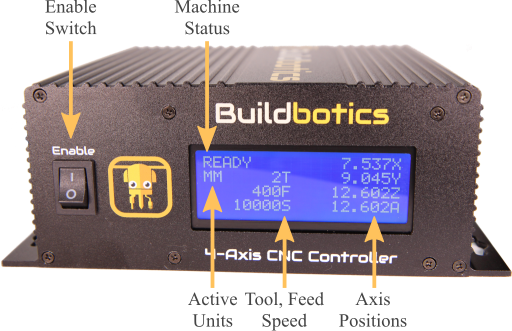 Enable
Switch
Machine
Status
Buildbotics
Enable
I
O
READY 7.537X
MM 2T 9.045Y
400F 12.602Z
10000S 12.602A
4-Axis CNC Controller
Active
Units
Tool, Feed
Speed
Axis
Positions